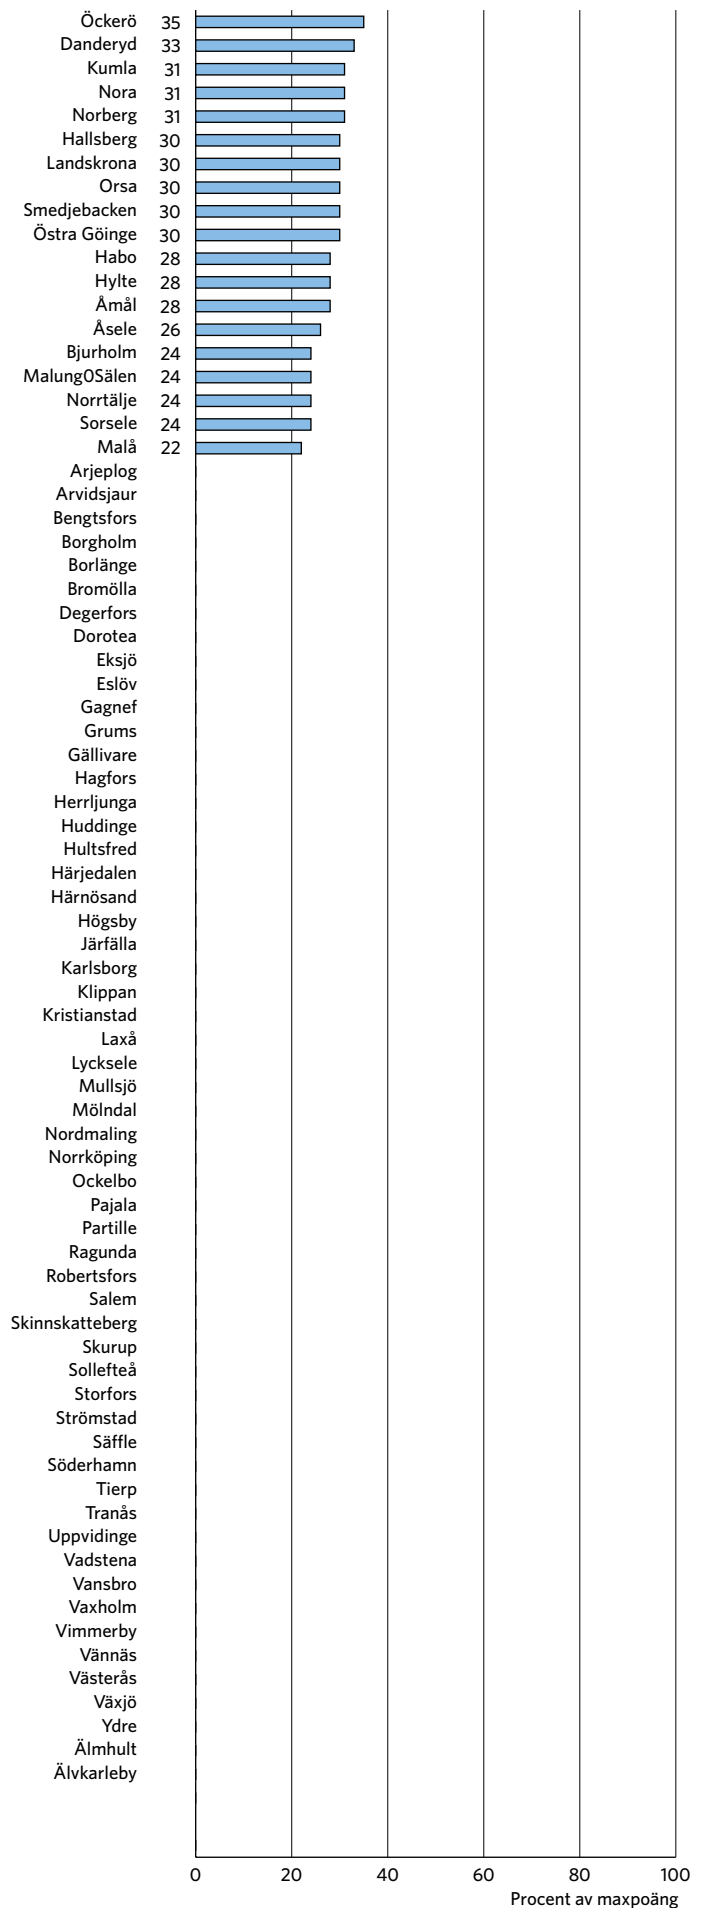 Öckerö 35
Danderyd 33
Kumla 31
Nora 31
Norberg 31
Hallsberg 30
Landskrona 30
Orsa 30
Smedjebacken 30
Östra Göinge 30
Habo 28
Hylte 28
Åmål 28
Åsele 26
Bjurholm 24
Malung0Sälen 24
Norrtälje 24
Sorsele 24
Malå 22
Arjeplog
Arvidsjaur
Bengtsfors
Borgholm
Borlänge
Bromölla
Degerfors
Dorotea
Eksjö
Eslöv
Gagnef
Grums
Gällivare
Hagfors
Herrljunga
Huddinge
Hultsfred
Härjedalen
Härnösand
Högsby
Järfälla
Karlsborg
Klippan
Kristianstad
Laxå
Lycksele
Mullsjö
Mölndal
Nordmaling
Norrköping
Ockelbo
Pajala
Partille
Ragunda
Robertsfors
Salem
Skinnskatteberg
Skurup
Sollefteå
Storfors
Strömstad
Säffle
Söderhamn
Tierp
Tranås
Uppvidinge
Vadstena
Vansbro
Vaxholm
Vimmerby
Vännäs
Västerås
Växjö
Ydre
Älmhult
Älvkarleby
0 20 40 60 80 100
Procent av maxpoäng